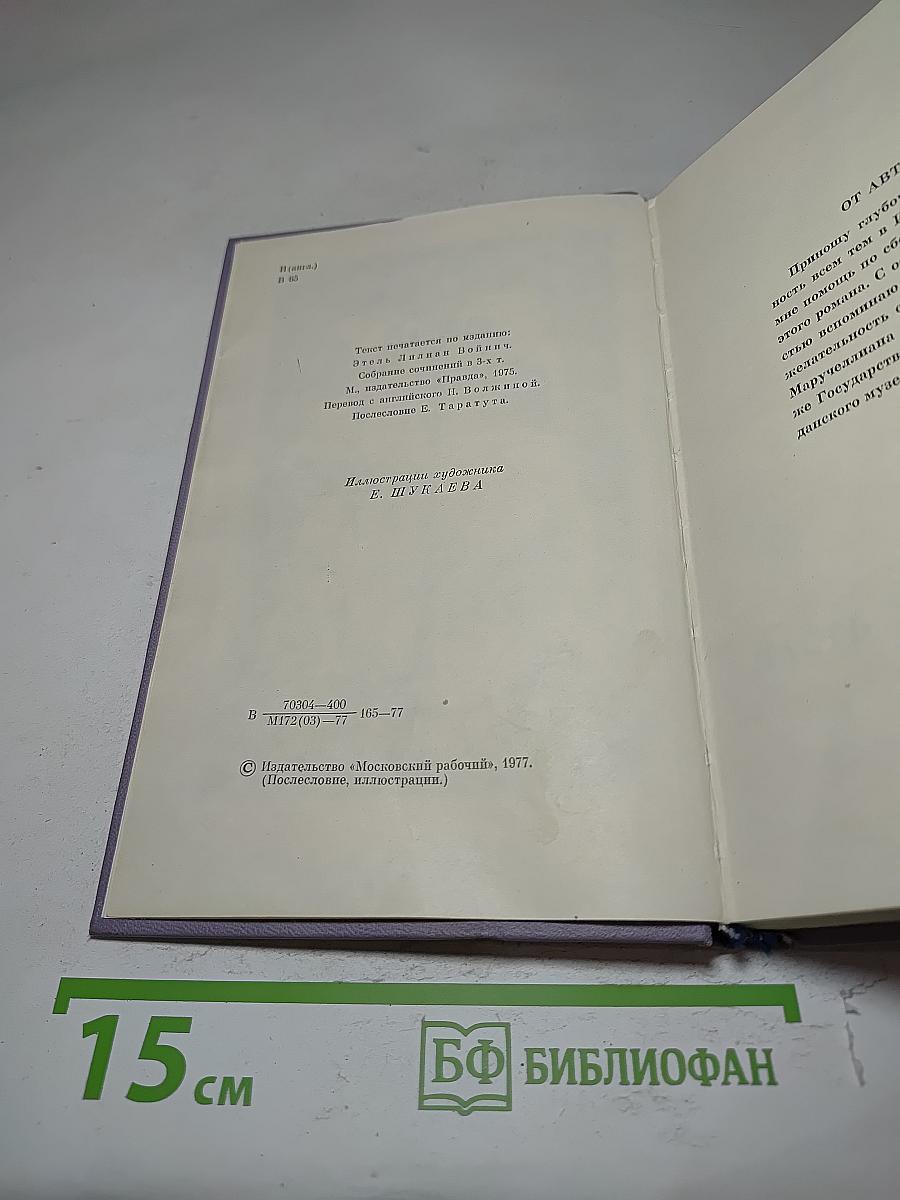 И(англ.)
В 65
Текст печатается по изданию:
Этель Лилиан Войнич.
Собрание сочинений в 3-х т.
М., издательство «Правда», 1975.
Перевод с английского Н. Волжиной.
Послесловие Е. Таратута.
Иллюстрации художника
Е. ШУКАЕВА
70304—400
В 165—77
М172(03)—77
© Издательство «Московский рабочий», 1977.
(Послесловие, иллюстрации.)
ОТ АВТ
Приношу глубоч
ность всем тем в И
мне помощь по сбо
этого романа. С о
стью вспоминаю
желательность с
Маручеллиана
же Государств
данского музе
15 см
БФ БИБЛИОФАН